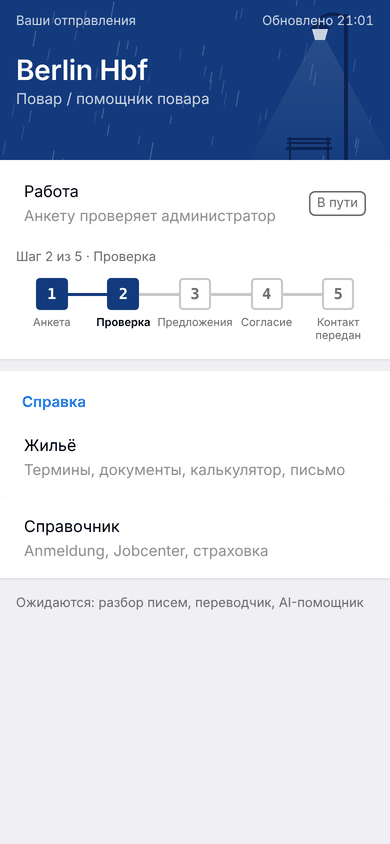 Ваши отправления
Обновлено 21:01
Berlin Hbf
Повар / помощник повара
Работа
Анкету проверяет администратор
В пути
Шаг 2 из 5 · Проверка
1 2 3 4 5
Анкета Проверка Предложения Согласие Контакт передан
Справка
Жильё
Термины, документы, калькулятор, письмо
Справочник
Anmeldung, Jobcenter, страховка
Ожидаются: разбор писем, переводчик, AI-помощник